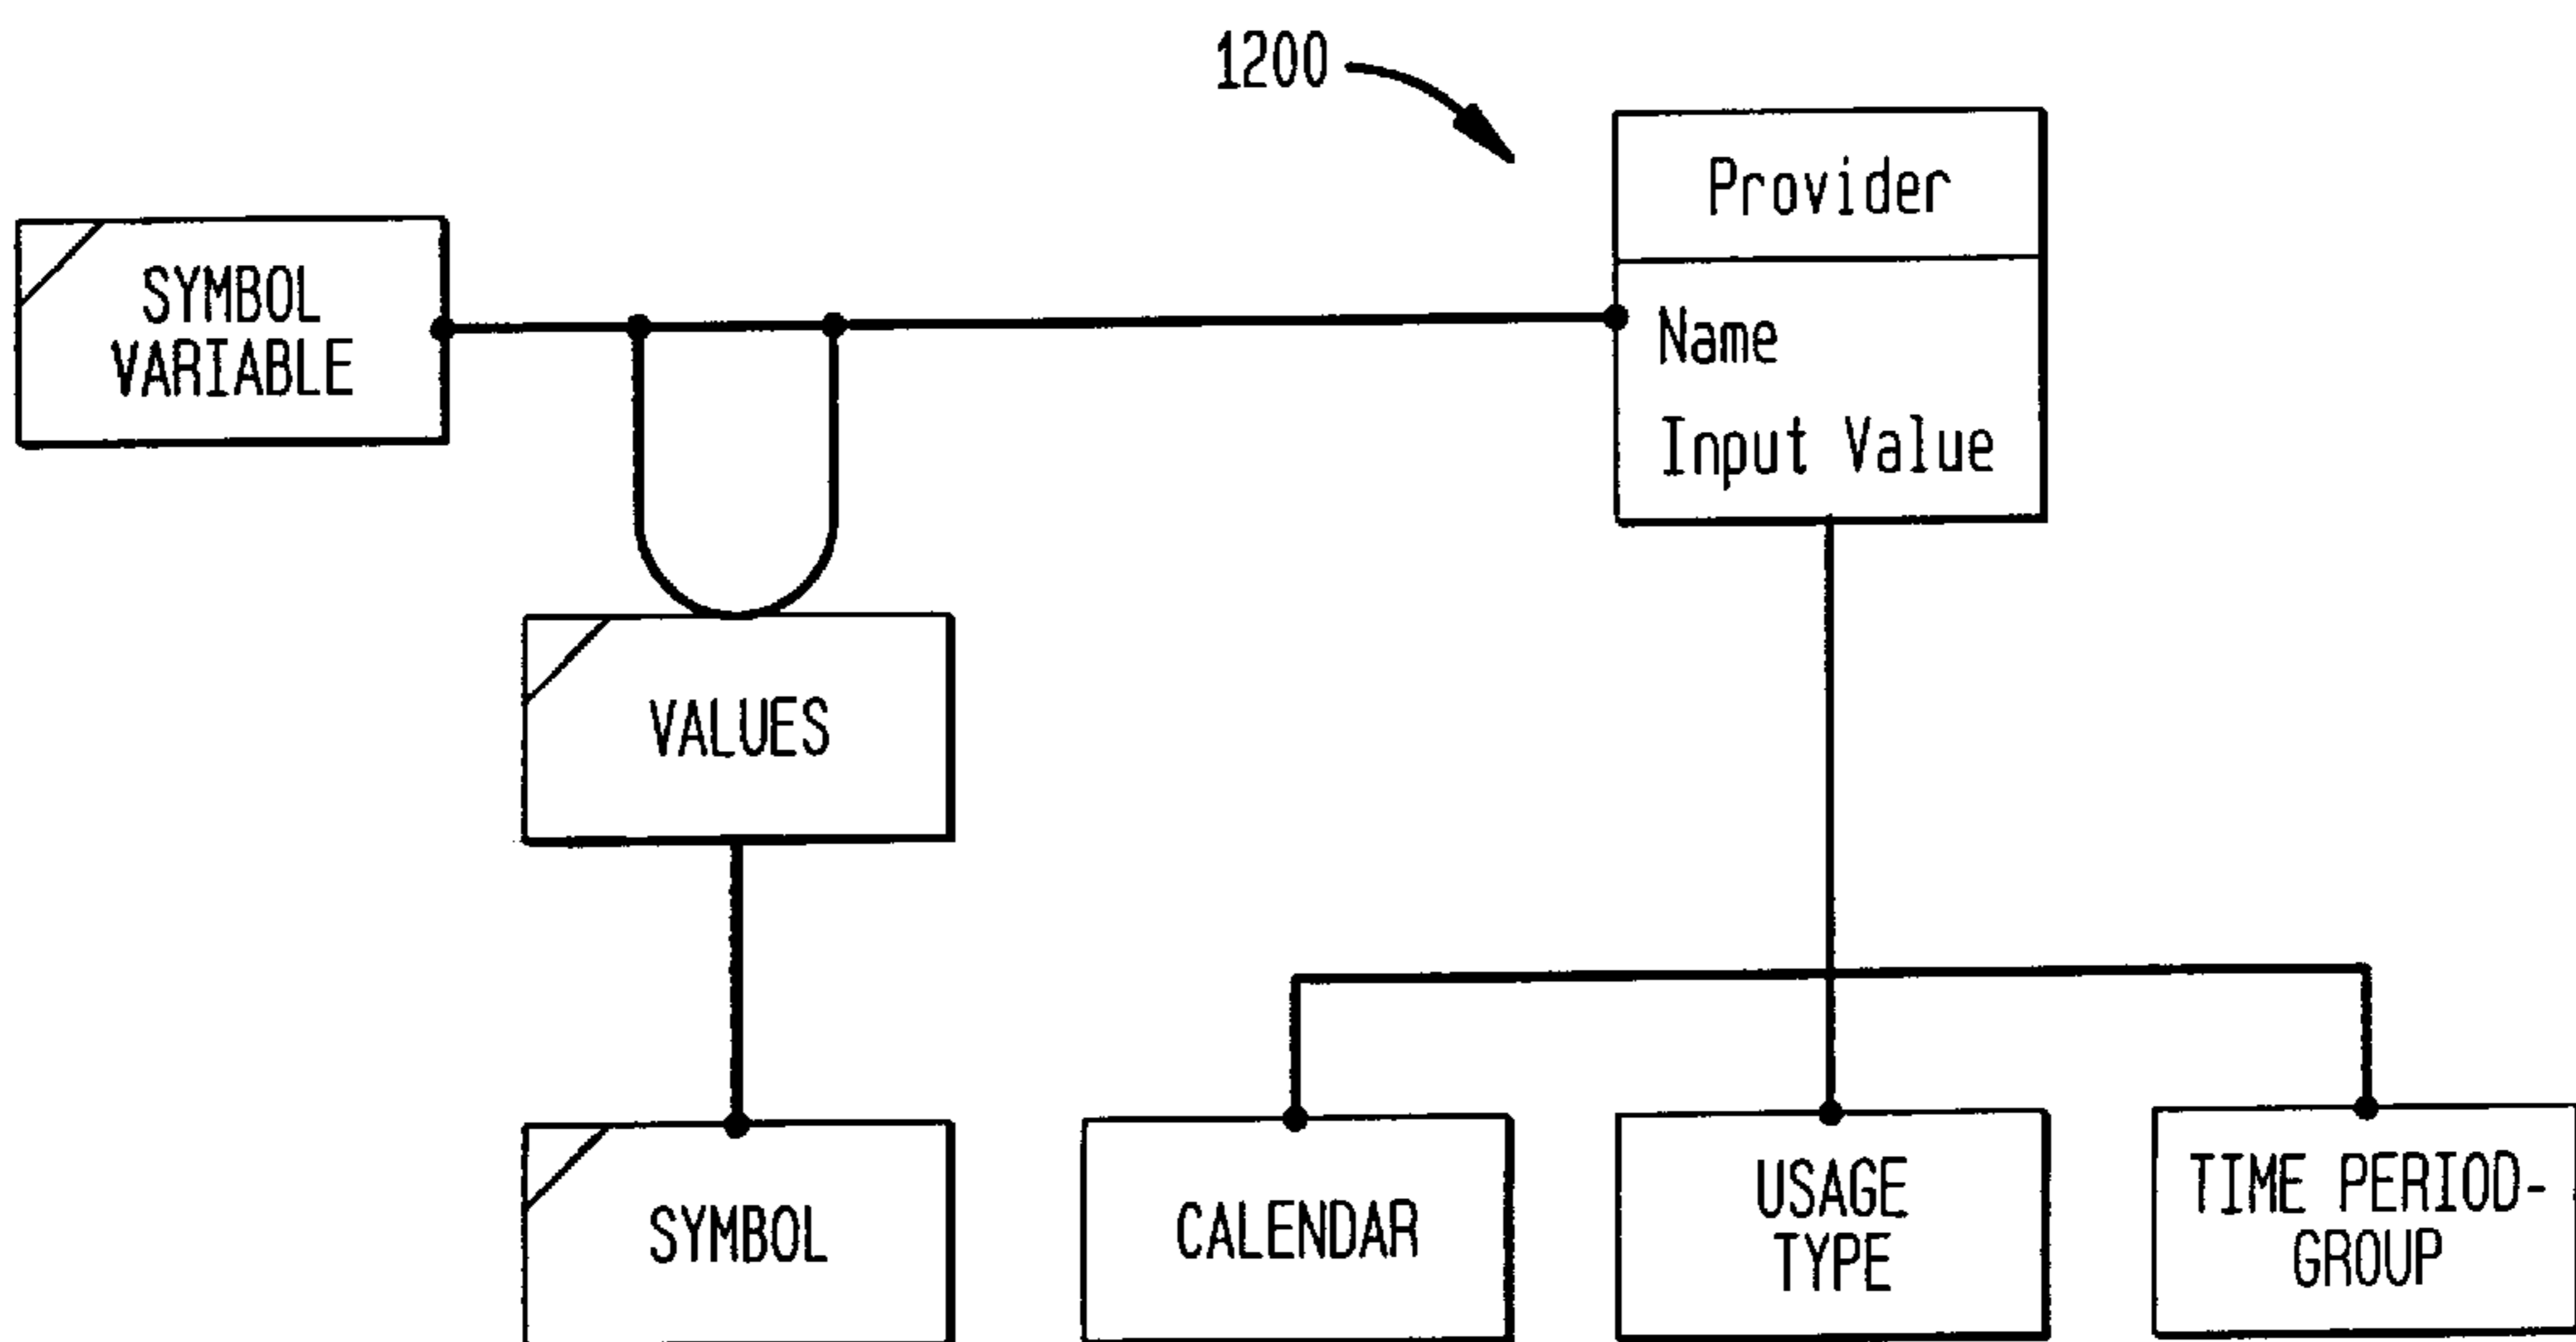 1200
Provider
Name
Input Value
SYMBOL
VARIABLE
VALUES
SYMBOL
CALENDAR
USAGE
TYPE
TIME PERIOD-
GROUP